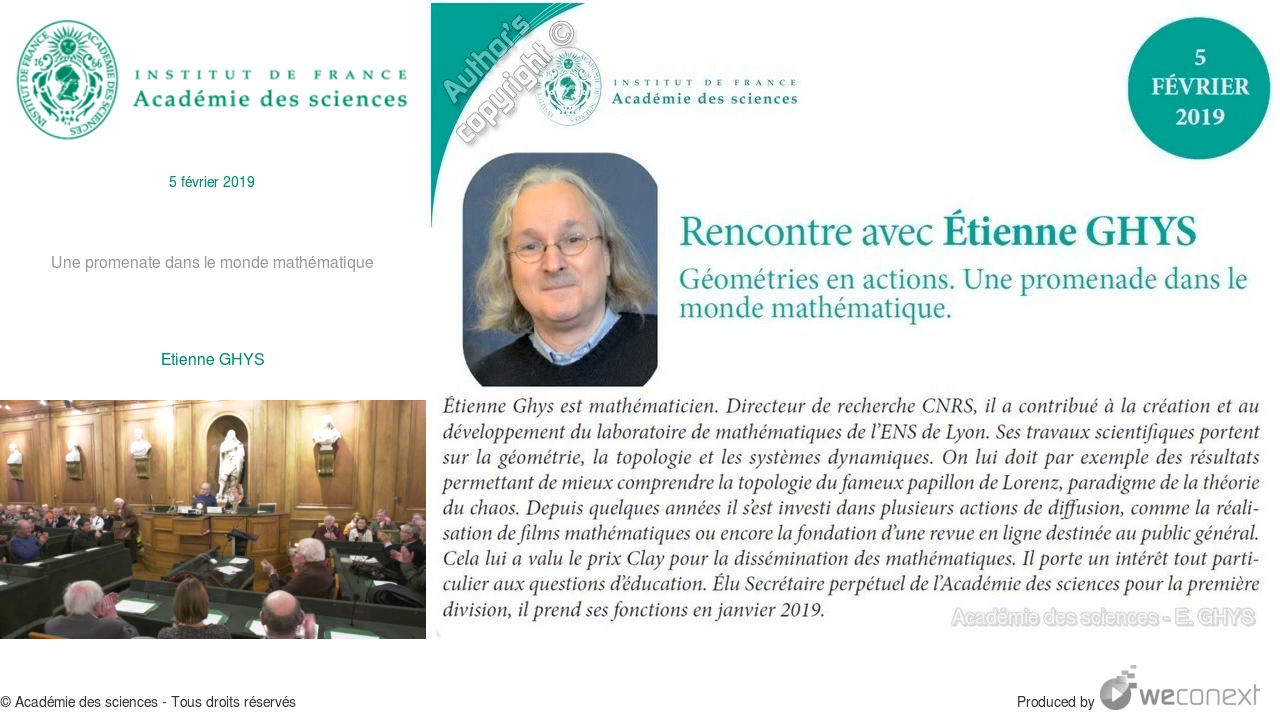 INSTITUT DE FRANCE
Académie des sciences
5 février 2019
Une promenate dans le monde mathématique
Etienne GHYS
Author's
copyright ©
INSTITUT DE FRANCE
Académie des sciences
5
FÉVRIER
2019
Rencontre avec Étienne GHYS
Géométries en actions. Une promenade dans le
monde mathématique.
Étienne Ghys est mathématicien. Directeur de recherche CNRS, il a contribué à la création et au
développement du laboratoire de mathématiques de l'ENS de Lyon. Ses travaux scientifiques portent
sur la géométrie, la topologie et les systèmes dynamiques. On lui doit par exemple des résultats
permettant de mieux comprendre la topologie du fameux papillon de Lorenz, paradigme de la théorie
du chaos. Depuis quelques années il s'est investi dans plusieurs actions de diffusion, comme la réali-
sation de films mathématiques ou encore la fondation d'une revue en ligne destinée au public général.
Cela lui a valu le prix Clay pour la dissémination des mathématiques. Il porte un intérêt tout parti-
culier aux questions d'éducation. Élu Secrétaire perpétuel de l'Académie des sciences pour la première
division, il prend ses fonctions en janvier 2019.
Académie des sciences - E. GHYS
© Académie des sciences - Tous droits réservés
Produced by weconext